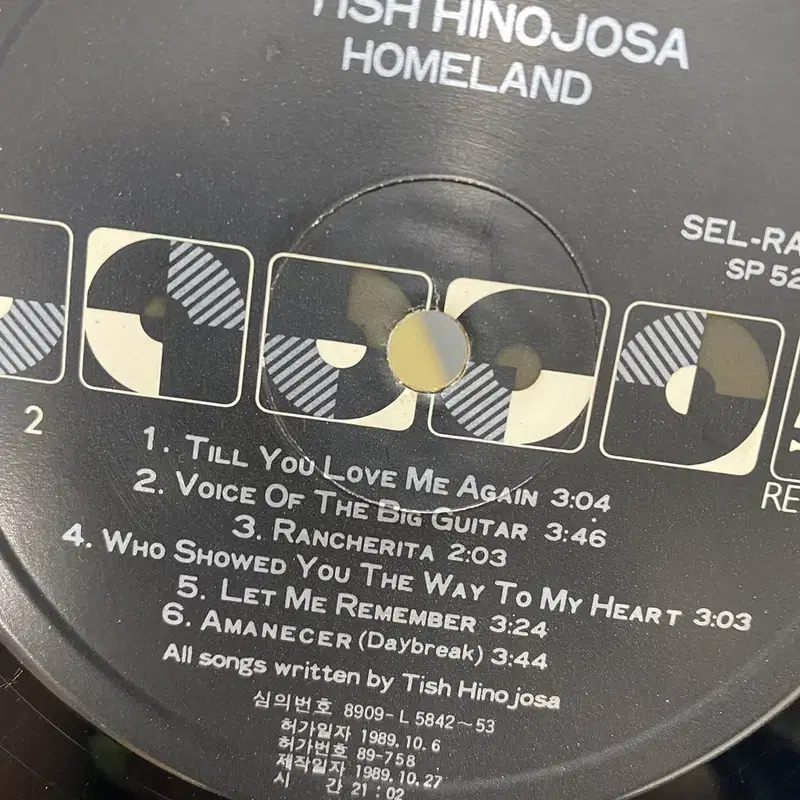 TISH HINOJOSA
HOMELAND
SEL-RA
SP 52
2
RE
1. TILL YOU LOVE ME AGAIN 3:04
2. VOICE OF THE BIG GUITAR 3:46
3. RANCHERITA 2:03
4. WHO SHOWED YOU THE WAY TO MY HEART 3:03
5. LET ME REMEMBER 3:24
6. AMANECER (Daybreak) 3:44
All songs written by Tish Hinojosa
심의번호 8909-L5842~53
허가일자 1989.10.6
허가번호 89-758
제작일자 1989.10.27
시 간 21:02